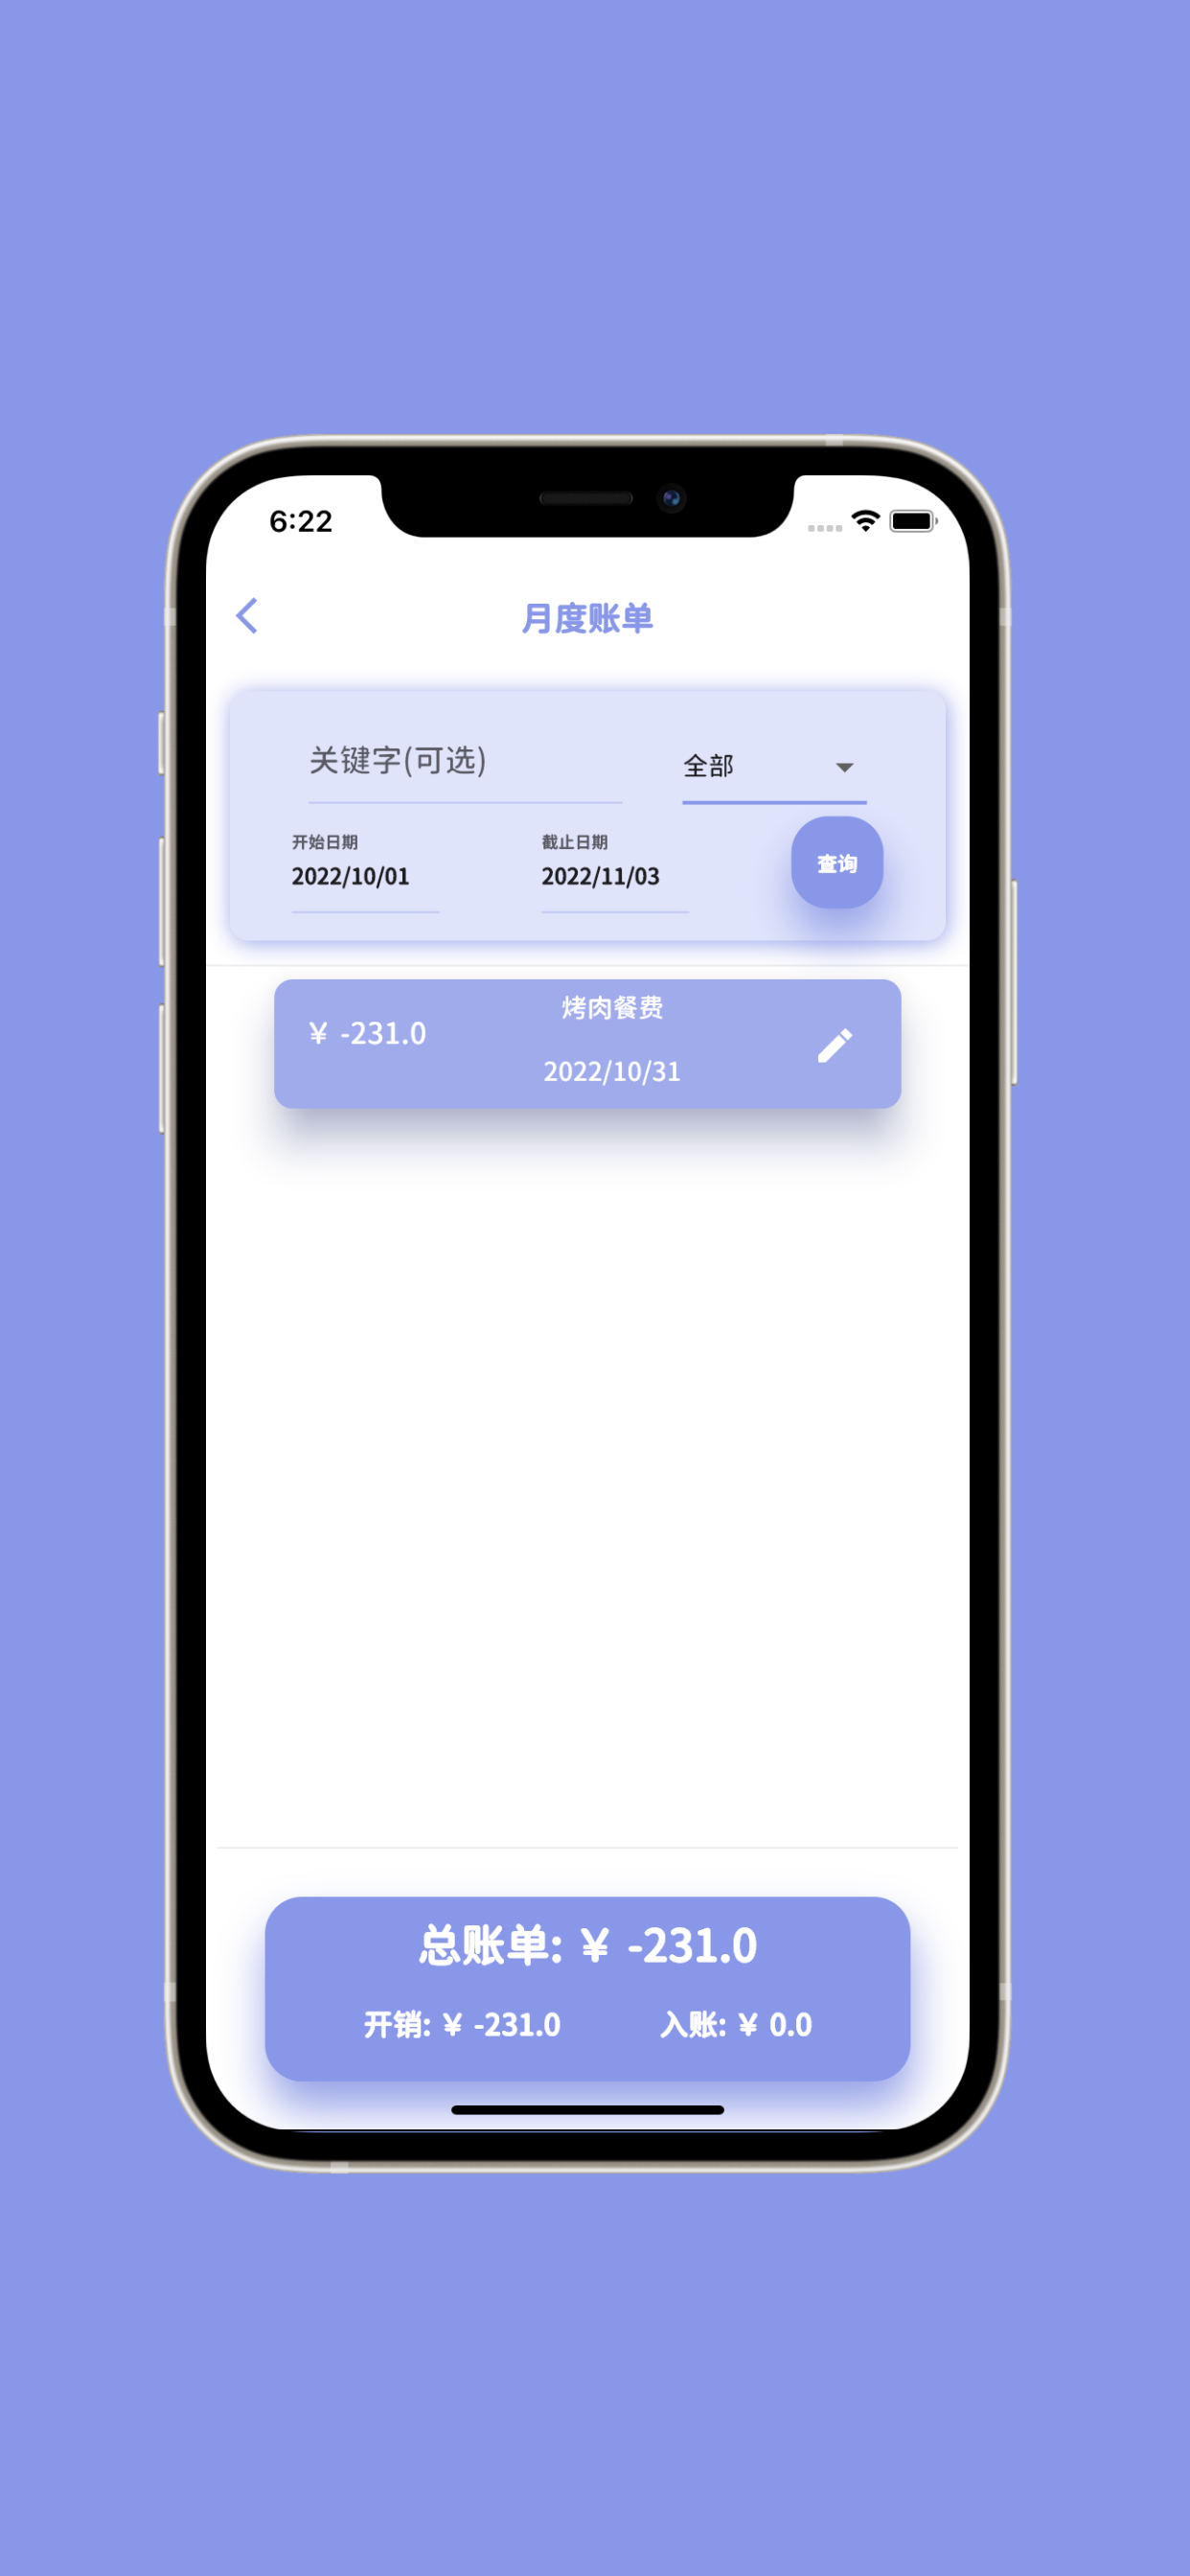 6:22
月度账单
关键字(可选)
全部
开始日期
截止日期
2022/10/01
2022/11/03
查询
烤肉餐费
¥ -231.0
2022/10/31
总账单: ¥ -231.0
开销: ¥ -231.0
入账: ¥ 0.0